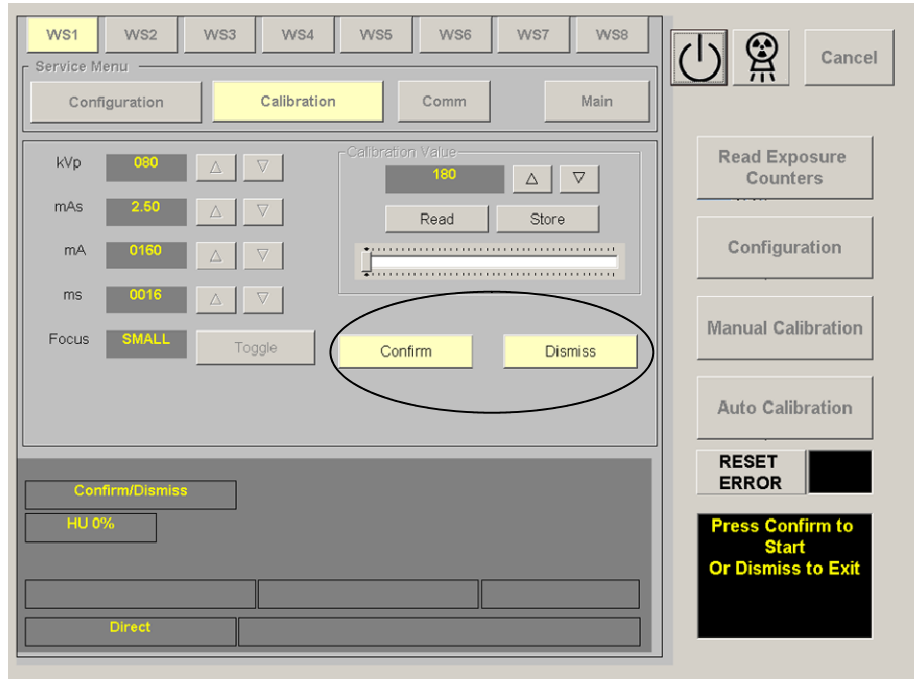 WS1 WS2 WS3 WS4 WS5 WS6 WS7 WS8
Service Menu
Configuration Calibration Comm Main
Cancel
kVp 080
mAs 2.50
mA 0160
ms 0016
Focus SMALL Toggle
Calibration Value
180
Read Store
Confirm Dismiss
Read Exposure
Counters
Configuration
Manual Calibration
Auto Calibration
RESET
ERROR
Press Confirm to
Start
Or Dismiss to Exit
Confirm/Dismiss
HU 0%
Direct